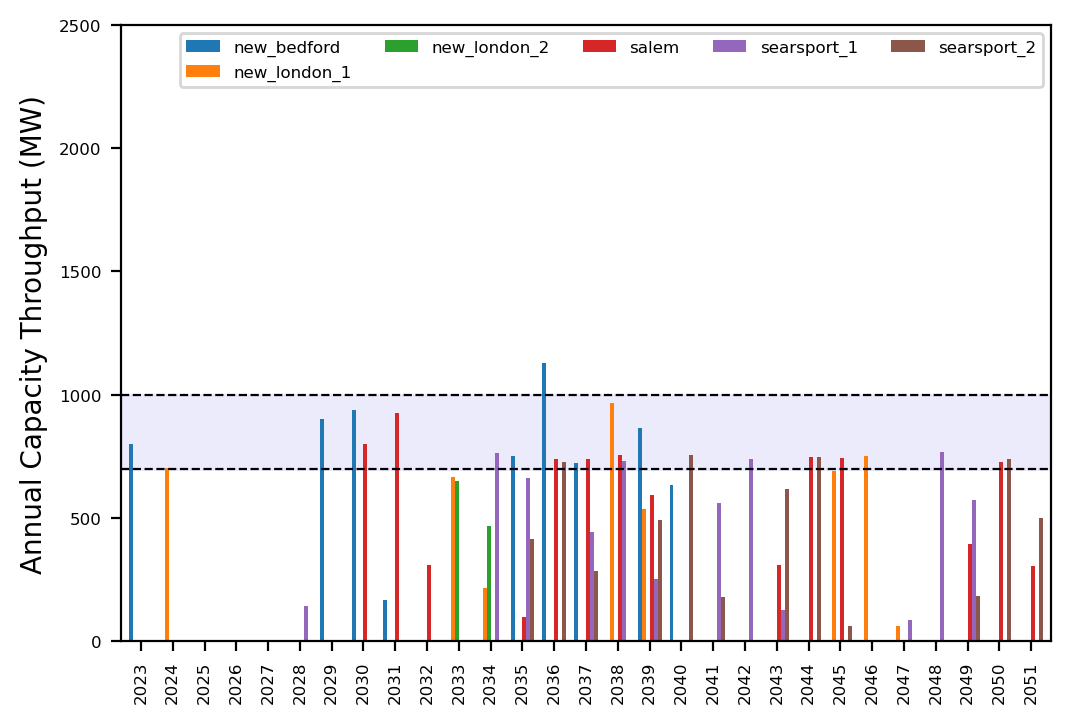 Annual Capacity Throughput (MW)
2500
2000
1500
1000
500
0
new_bedford new_london_2 salem searsport_1 searsport_2
new_london_1
2023 2024 2025 2026 2027 2028 2029 2030 2031 2032 2033 2034 2035 2036 2037 2038 2039 2040 2041 2042 2043 2044 2045 2046 2047 2048 2049 2050 2051